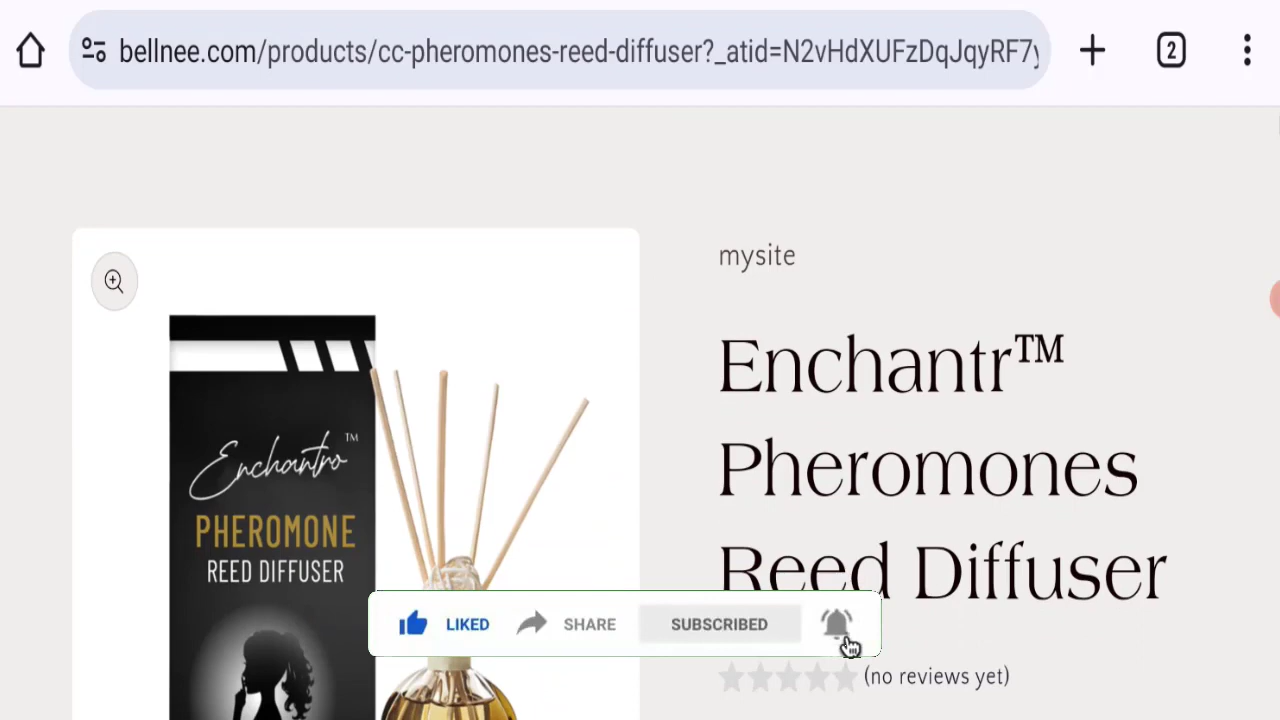 bellnee.com/products/cc-pheromones-reed-diffuser?_atid=N2vHdXUFzDqJqyRF7y
2
mysite
Enchantr™
Pheromones
Reed Diffuser
Enchantra™
PHEROMONE
REED DIFFUSER
LIKED
SHARE
SUBSCRIBED
(no reviews yet)